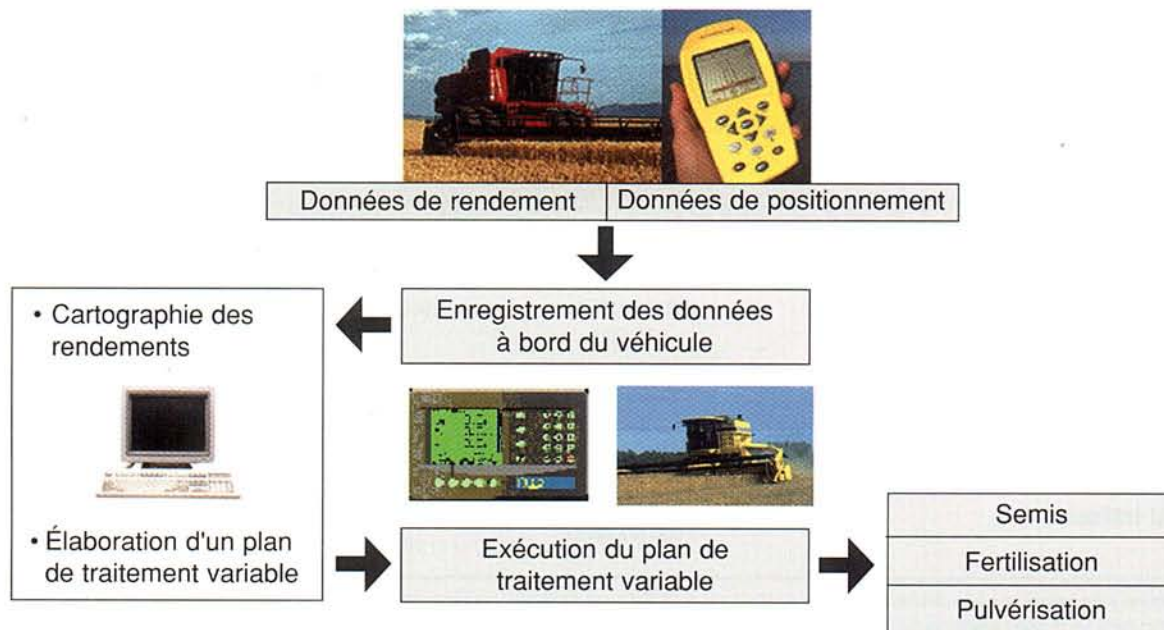 Données de rendement
Données de positionnement
Enregistrement des données
à bord du véhicule
• Cartographie des
rendements
• Élaboration d'un plan
de traitement variable
Exécution du plan de
traitement variable
Semis
Fertilisation
Pulvérisation